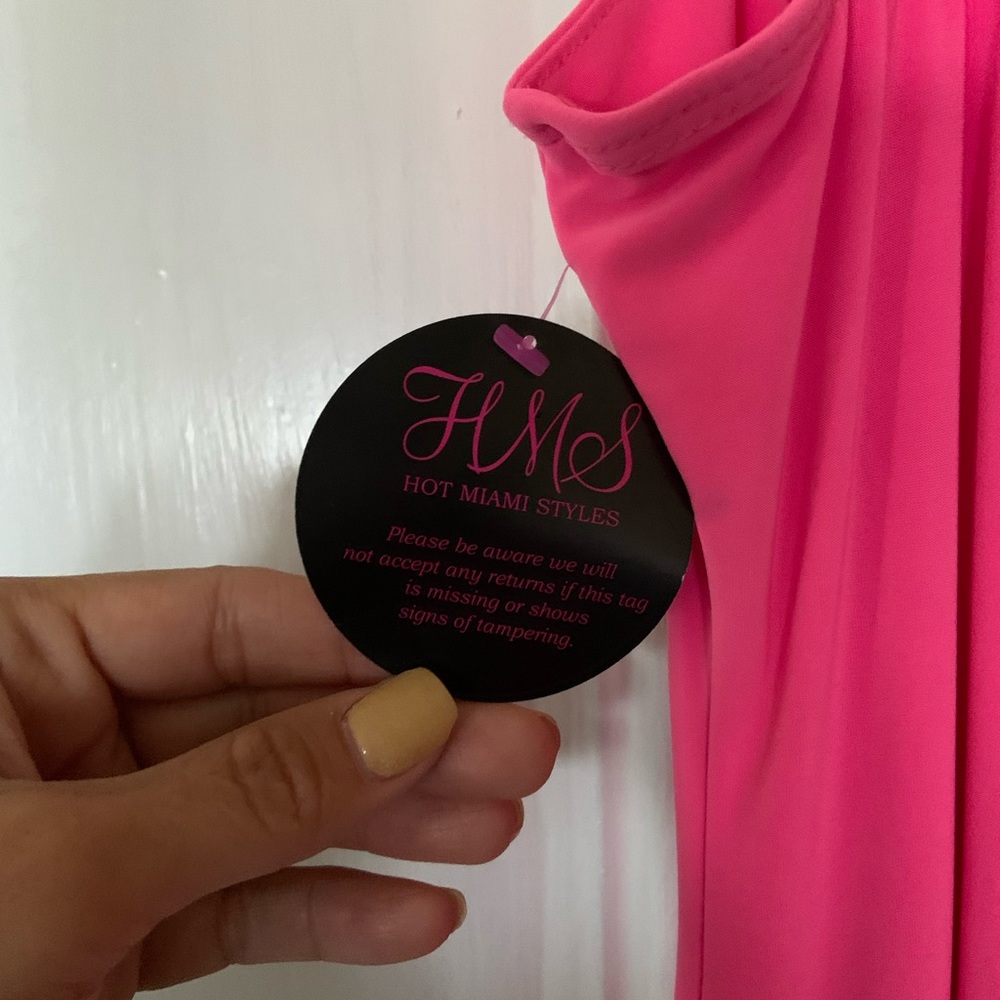 HMS
HOT MIAMI STYLES
Please be aware we will
not accept any returns if this tag
is missing or shows
signs of tampering.